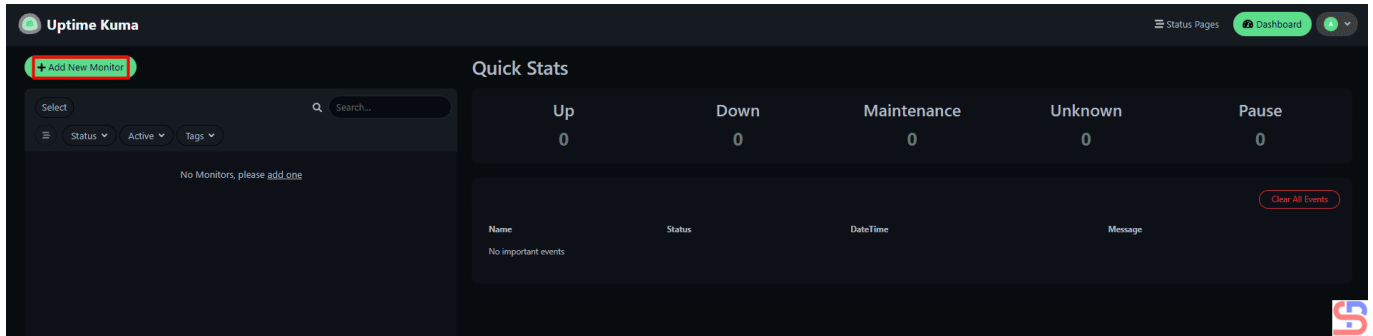 Uptime Kuma
Status Pages
Dashboard
A
+ Add New Monitor
Quick Stats
Select
Search...
Status
Active
Tags
No Monitors, please add one
Up Down Maintenance Unknown Pause
0 0 0 0 0
Clear All Events
Name Status DateTime Message
No important events